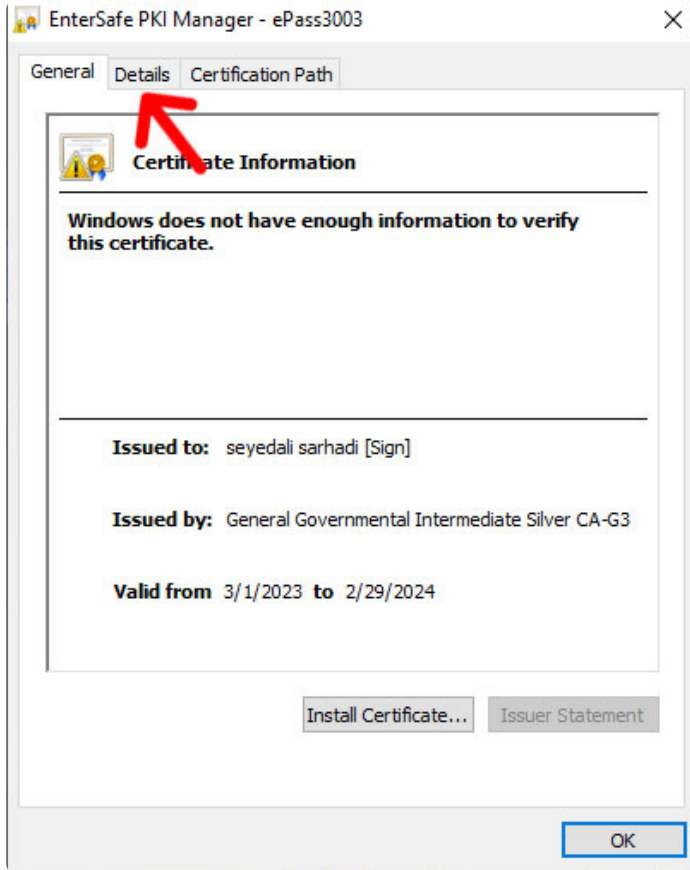 EnterSafe PKI Manager - ePass3003
General Details Certification Path
Certificate Information
Windows does not have enough information to verify
this certificate.
Issued to: seyedali sarhadi [Sign]
Issued by: General Governmental Intermediate Silver CA-G3
Valid from 3/1/2023 to 2/29/2024
Install Certificate... Issuer Statement
OK